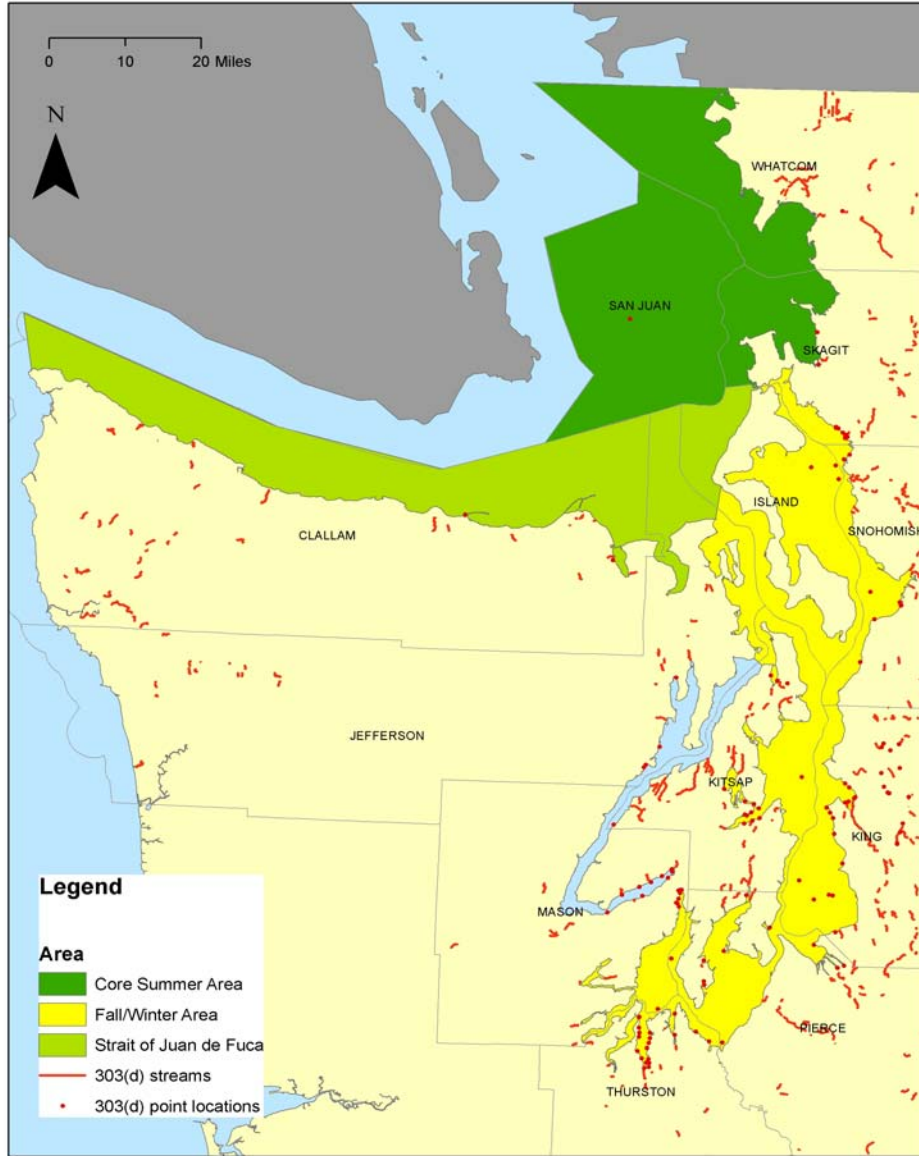 0 10 20 Miles
N
WHATCOM
SAN JUAN
SKAGIT
ISLAND
SNOHOMISH
CLALLAM
JEFFERSON
KITSAP
KING
MASON
PIERCE
THURSTON
Legend
Area
Core Summer Area
Fall/Winter Area
Strait of Juan de Fuca
303(d) streams
303(d) point locations